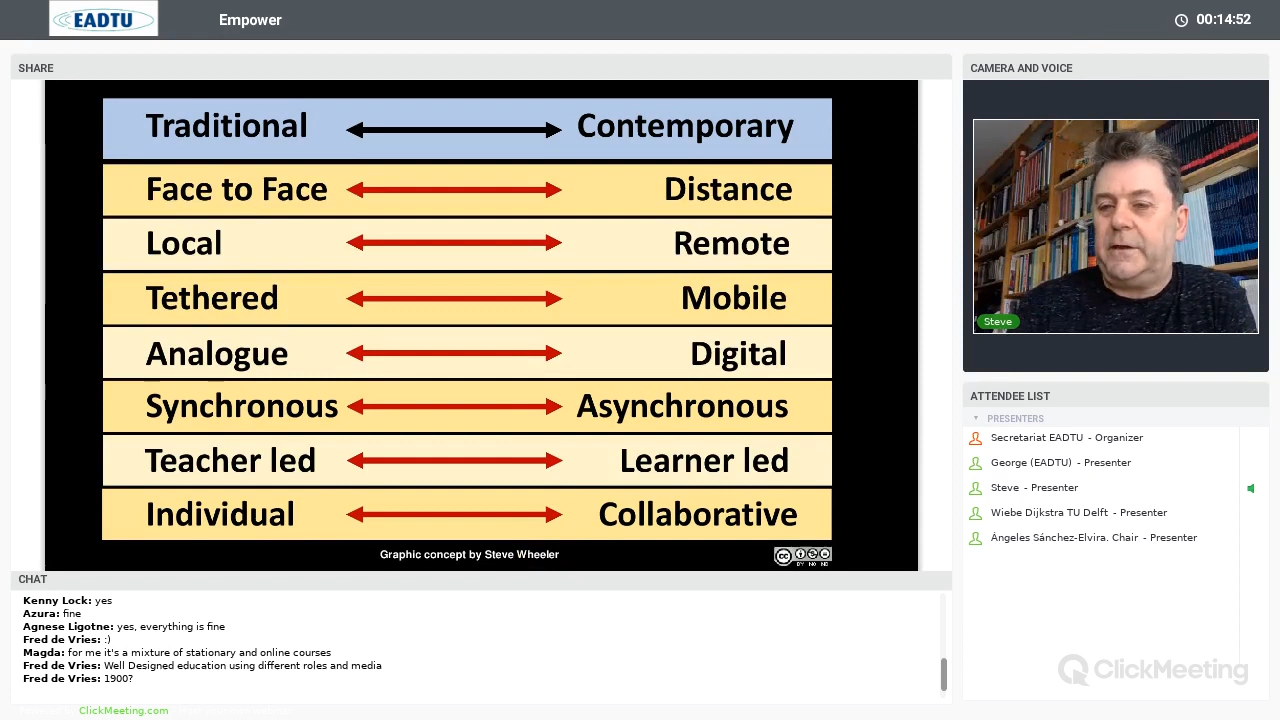 EADTU
Empower
00:14:52
SHARE
Traditional Contemporary
Face to Face Distance
Local Remote
Tethered Mobile
Analogue Digital
Synchronous Asynchronous
Teacher led Learner led
Individual Collaborative
Graphic concept by Steve Wheeler
CHAT
Kenny Lock: yes
Azura: fine
Agnese Ligotne: yes, everything is fine
Fred de Vries: :)
Magda: for me it's a mixture of stationary and online courses
Fred de Vries: Well Designed education using different roles and media
Fred de Vries: 1900?
ClickMeeting.com
CAMERA AND VOICE
Steve
ATTENDEE LIST
PRESENTERS
Secretariat EADTU - Organizer
George (EADTU) - Presenter
Steve - Presenter
Wiebe Dijkstra TU Delft - Presenter
Ángeles Sánchez-Elvira. Chair - Presenter
ClickMeeting